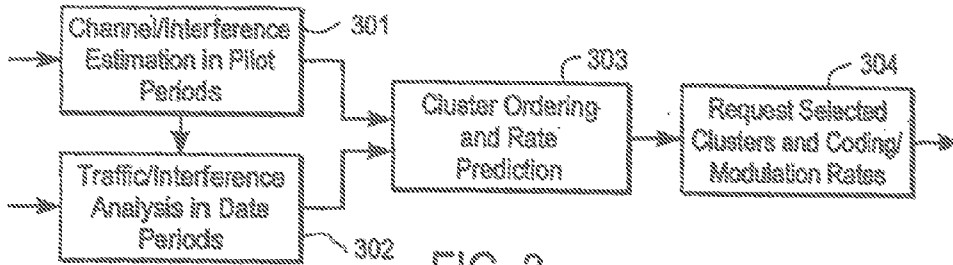 Channel/Interference
Estimation in Pilot
Periods
301
Traffic/Interference
Analysis in Data
Periods
302
Cluster Ordering
and Rate
Prediction
303
Request Selected
Clusters and Coding/
Modulation Rates
304
FIG.